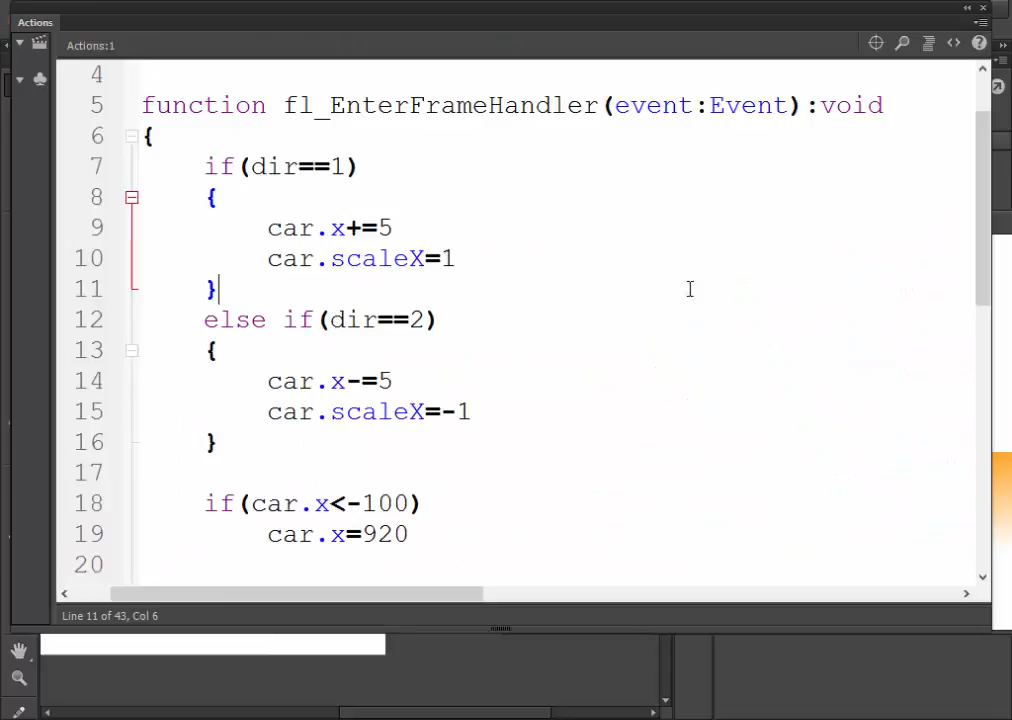 Actions
Actions:1
4
5 function fl_EnterFrameHandler(event:Event):void
6 {
7 if(dir==1)
8 {
9 car.x+=5
10 car.scaleX=1
11 }
12 else if(dir==2)
13 {
14 car.x-=5
15 car.scaleX=-1
16 }
17
18 if(car.x<-100)
19 car.x=920
20
Line 11 of 43, Col 6